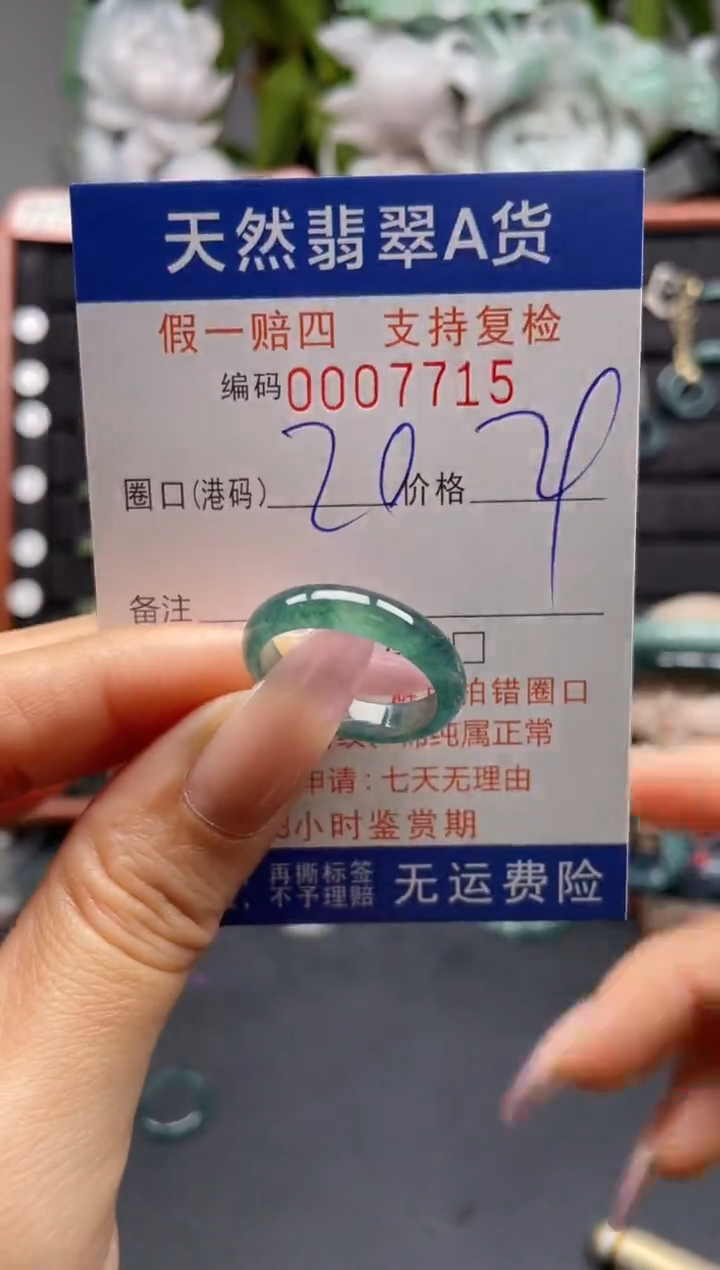 天然翡翠A货
假一赔四 支持复检
编码0007715
圈口(港码) 20 价格
备注
拍错圈口
纯属正常
申请:七天无理由
小时鉴赏期
再撕标签
不予理赔
无运费险